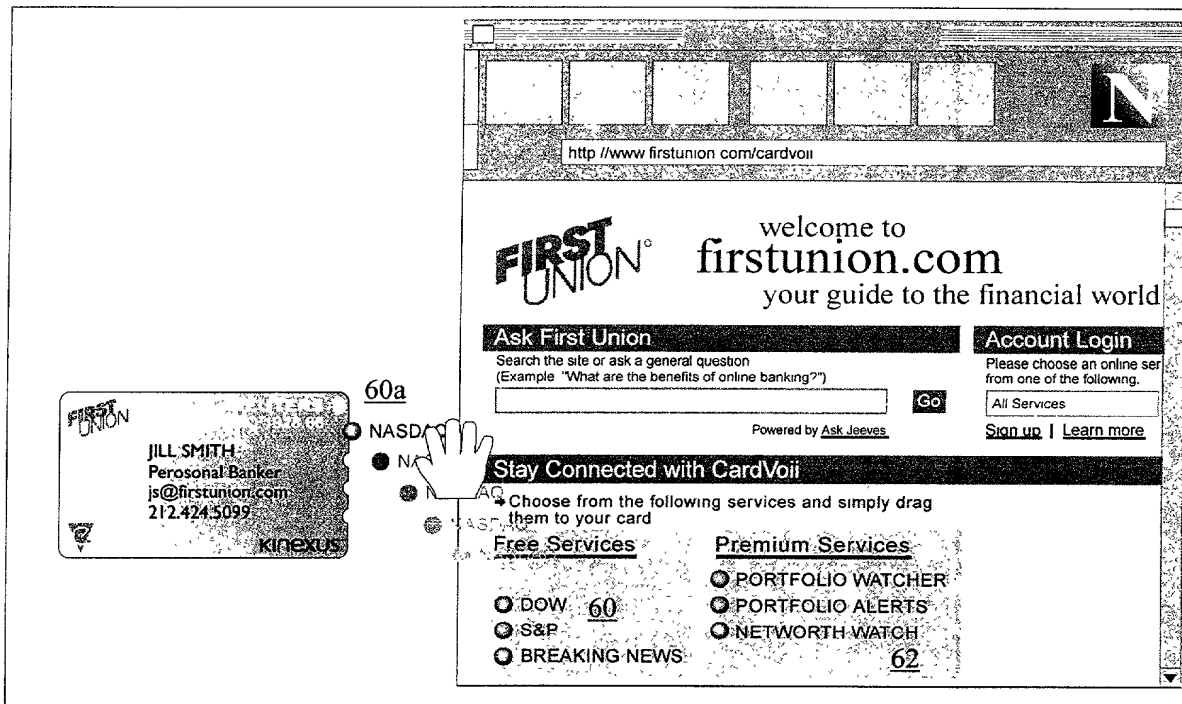 N
http //www firstunion com/cardvoii
FIRST
UNION
welcome to
firstunion.com
your guide to the financial world
Ask First Union
Search the site or ask a general question
(Example "What are the benefits of online banking?")
Go
Powered by Ask Jeeves
Account Login
Please choose an online ser
from one of the following.
All Services
Sign up | Learn more
60a
FIRST
UNION
JILL SMITH
Perosonal Banker
js@firstunion.com
212.424.5099
KINEXUS
NASDAQ
NASDAQ
Stay Connected with CardVoii
Choose from the following services and simply drag
them to your card
Free Services
DOW
60
S&P
BREAKING NEWS
Premium Services
PORTFOLIO WATCHER
PORTFOLIO ALERTS
NETWORTH WATCH
62